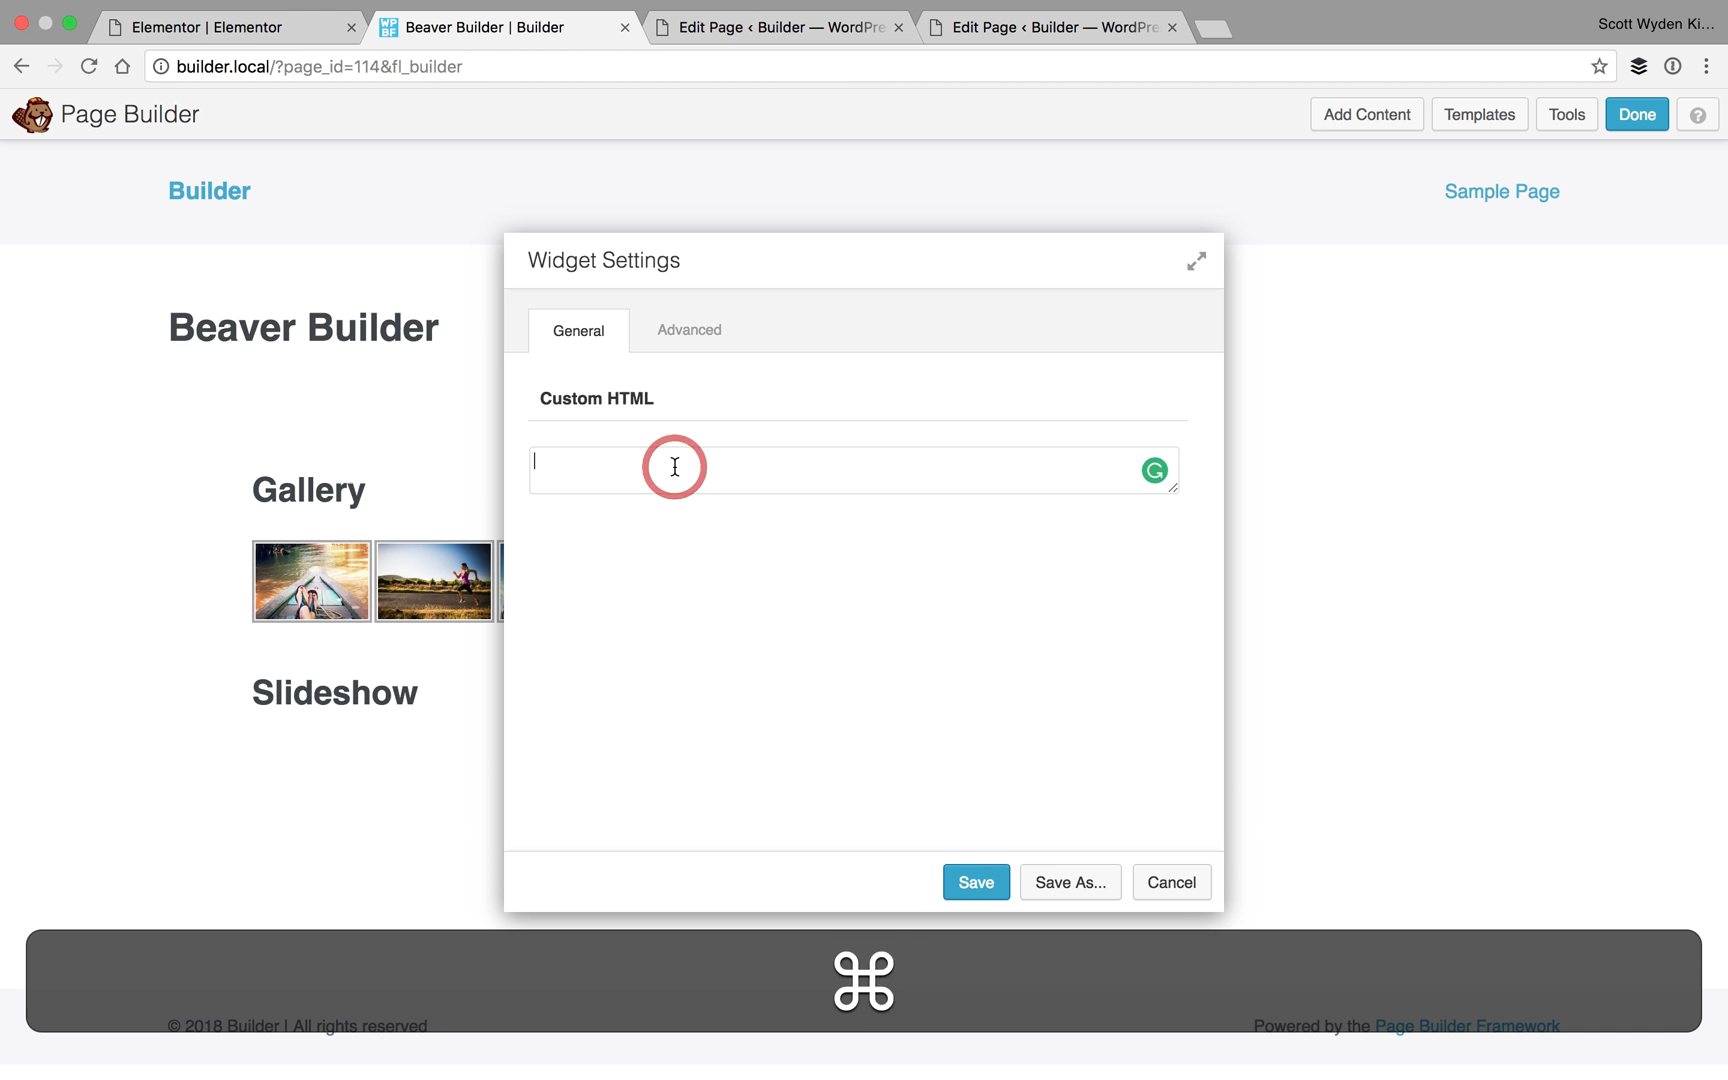 Elementor | Elementor
Beaver Builder | Builder
Edit Page ‹ Builder — WordPre
Edit Page ‹ Builder — WordPre
Scott Wyden Ki...
builder.local/?page_id=114&fl_builder
Page Builder
Add Content
Templates
Tools
Done
?
Builder
Sample Page
Widget Settings
General
Advanced
Beaver Builder
Custom HTML
Gallery
Slideshow
Save
Save As...
Cancel
⌘
© 2018 Builder | All rights reserved
Powered by the Page Builder Framework